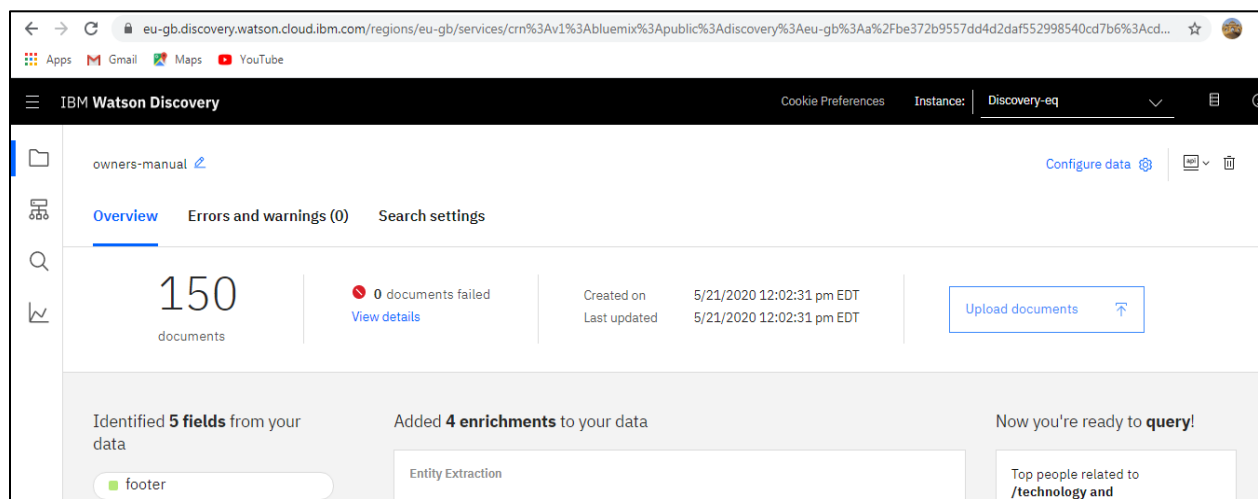 eu-gb.discovery.watson.cloud.ibm.com/regions/eu-gb/services/crn%3Av1%3Abluemix%3Apublic%3Adiscovery%3Aeu-gb%3Aa%2Fbe372b9557dd4d2daf552998540cd7b6%3Acd...
Apps Gmail Maps YouTube
IBM Watson Discovery Cookie Preferences Instance: Discovery-eq
owners-manual Configure data api
Overview Errors and warnings (0) Search settings
150 documents
0 documents failed
View details
Created on 5/21/2020 12:02:31 pm EDT
Last updated 5/21/2020 12:02:31 pm EDT
Upload documents
Identified 5 fields from your
data
footer
Added 4 enrichments to your data
Entity Extraction
Now you're ready to query!
Top people related to
/technology and